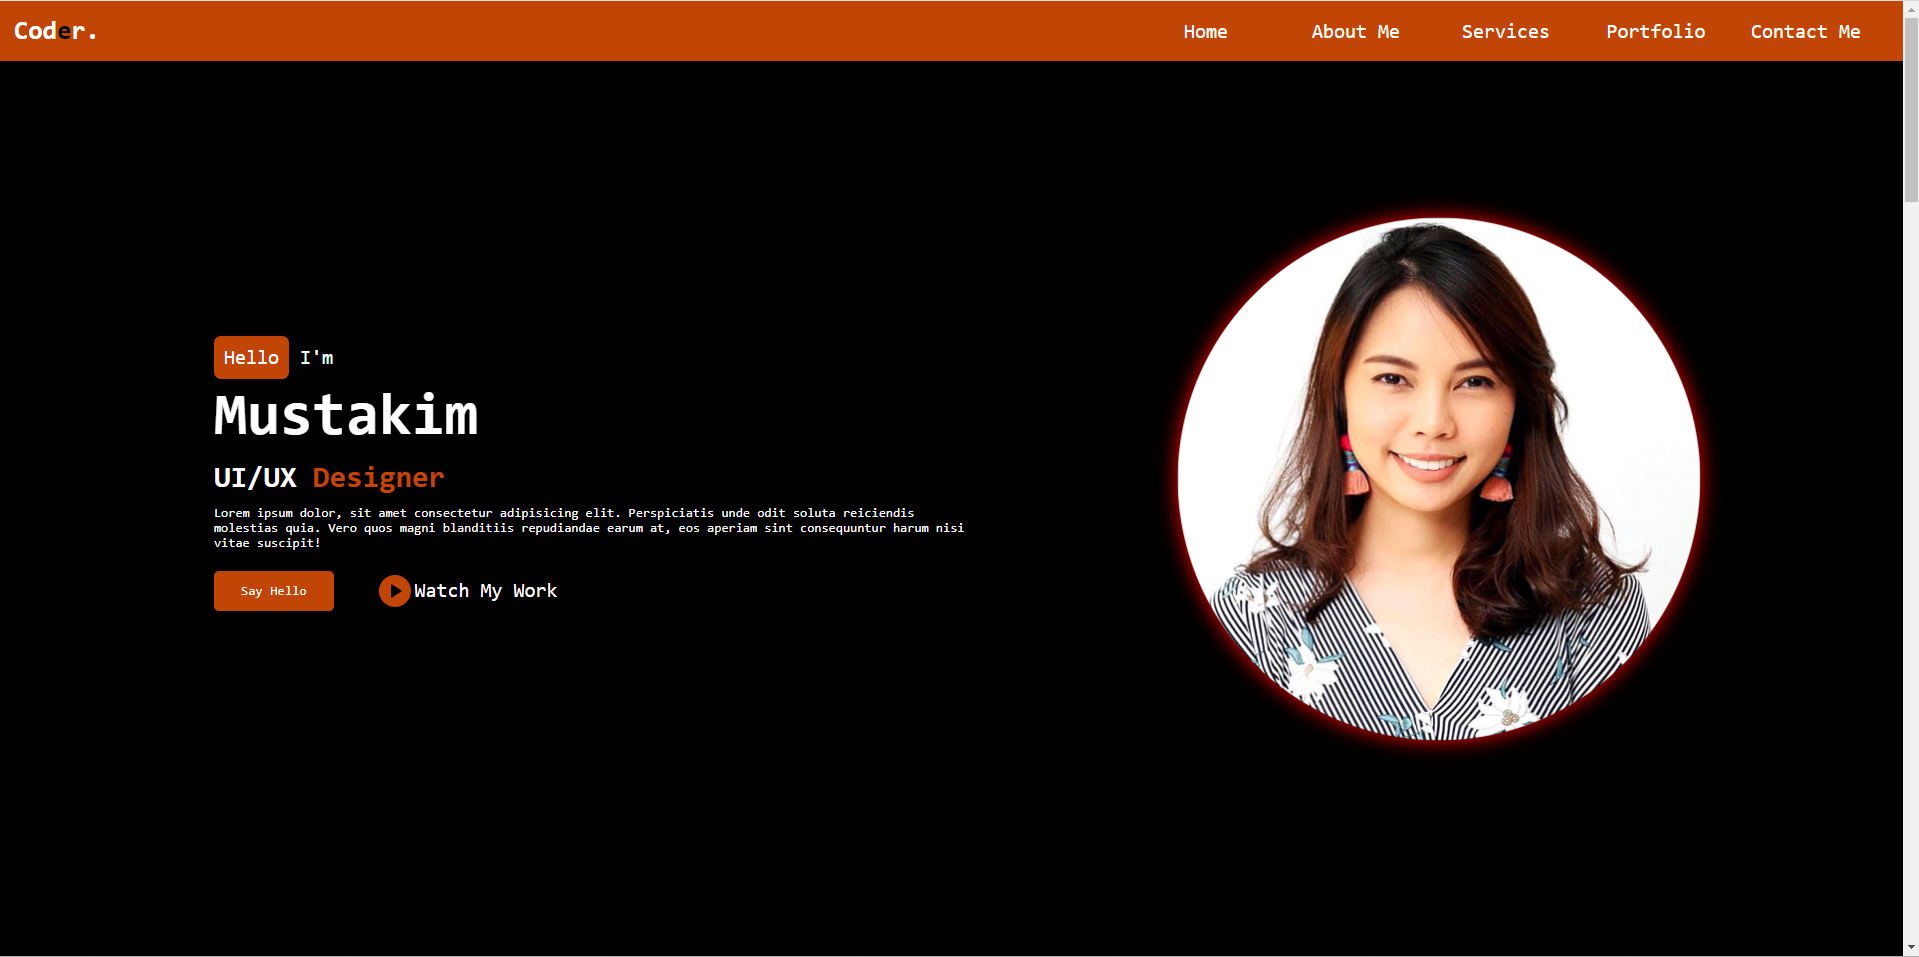 Coder.
Home About Me Services Portfolio Contact Me
Hello I'm
Mustakim
UI/UX Designer
Lorem ipsum dolor, sit amet consectetur adipisicing elit. Perspiciatis unde odit soluta reiciendis
molestias quia. Vero quos magni blanditiis repudiandae earum at, eos aperiam sint consequuntur harum nisi
vitae suscipit!
Say Hello Watch My Work